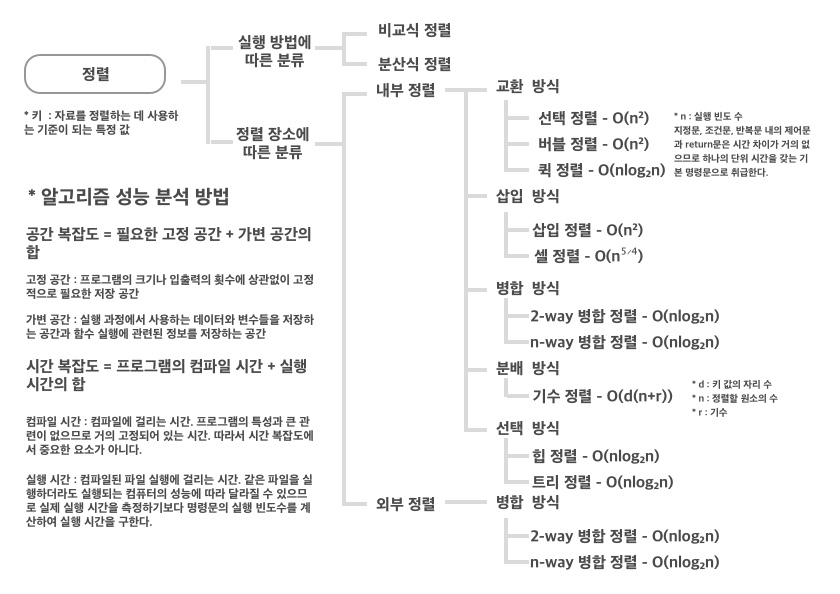 정렬
* 키 : 자료를 정렬하는 데 사용하
는 기준이 되는 특정 값
실행 방법에
따른 분류
비교식 정렬
분산식 정렬
정렬 장소에
따른 분류
내부 정렬
교환 방식
선택 정렬 - O(n²)
버블 정렬 - O(n²)
퀵 정렬 - O(nlog₂n)
* n : 실행 빈도 수
지정문, 조건문, 반복문 내의 제어문
과 return문은 시간 차이가 거의 없
으므로 하나의 단위 시간을 갖는 기
본 명령문으로 취급한다.
삽입 방식
삽입 정렬 - O(n²)
셸 정렬 - O(n⁵ᐟ⁴)
병합 방식
2-way 병합 정렬 - O(nlog₂n)
n-way 병합 정렬 - O(nlog₂n)
분배 방식
기수 정렬 - O(d(n+r))
* d : 키 값의 자리 수
* n : 정렬할 원소의 수
* r : 기수
선택 방식
힙 정렬 - O(nlog₂n)
트리 정렬 - O(nlog₂n)
외부 정렬
병합 방식
2-way 병합 정렬 - O(nlog₂n)
n-way 병합 정렬 - O(nlog₂n)
* 알고리즘 성능 분석 방법
공간 복잡도 = 필요한 고정 공간 + 가변 공간의
합
고정 공간 : 프로그램의 크기나 입출력의 횟수에 상관없이 고정
적으로 필요한 저장 공간
가변 공간 : 실행 과정에서 사용하는 데이터와 변수들을 저장하
는 공간과 함수 실행에 관련된 정보를 저장하는 공간
시간 복잡도 = 프로그램의 컴파일 시간 + 실행
시간의 합
컴파일 시간 : 컴파일에 걸리는 시간. 프로그램의 특성과 큰 관
련이 없으므로 거의 고정되어 있는 시간. 따라서 시간 복잡도에
서 중요한 요소가 아니다.
실행 시간 : 컴파일된 파일 실행에 걸리는 시간. 같은 파일을 실
행하더라도 실행되는 컴퓨터의 성능에 따라 달라질 수 있으므
로 실제 실행 시간을 측정하기보다 명령문의 실행 빈도수를 계
산하여 실행 시간을 구한다.